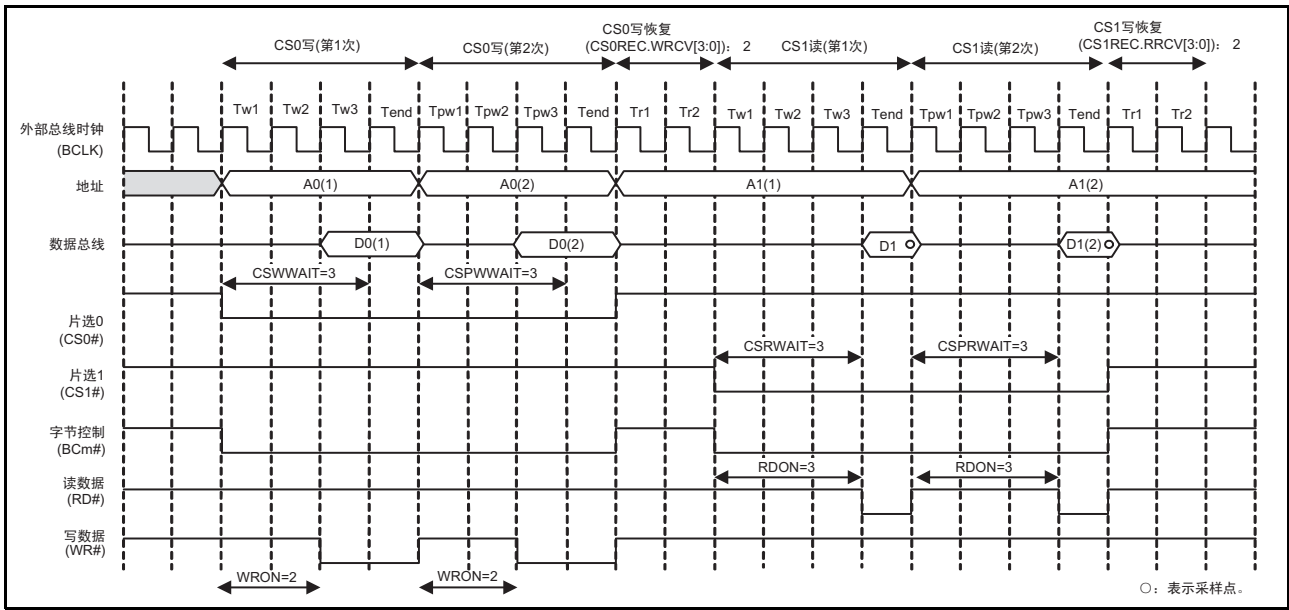 CS0写恢复
(CS0REC.WRCV[3:0]): 2
CS1写恢复
(CS1REC.RRCV[3:0]): 2
CS0写(第1次)
CS0写(第2次)
CS1读(第1次)
CS1读(第2次)
Tw1 Tw2 Tw3 Tend Tpw1 Tpw2 Tpw3 Tend Tr1 Tr2 Tw1 Tw2 Tw3 Tend Tpw1 Tpw2 Tpw3 Tend Tr1 Tr2
外部总线时钟
(BCLK)
地址
A0(1) A0(2) A1(1) A1(2)
数据总线
D0(1) D0(2) D1 D1(2)
CSWWAIT=3 CSPWWAIT=3
片选0
(CS0#)
CSRWAIT=3 CSPRWAIT=3
片选1
(CS1#)
字节控制
(BCm#)
RDON=3 RDON=3
读数据
(RD#)
写数据
(WR#)
WRON=2 WRON=2
○：表示采样点。